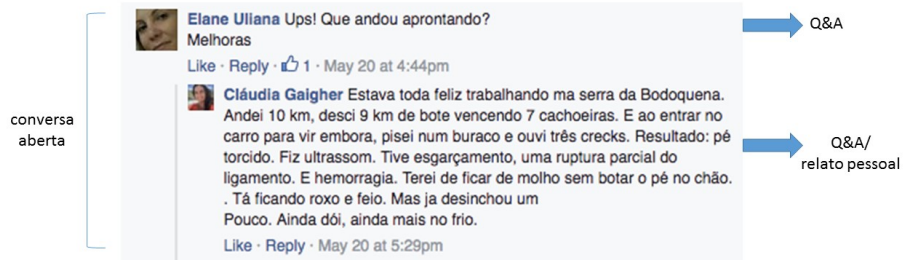 Elane Uliana Ups! Que andou aprontando?
Melhoras
Like · Reply · 1 · May 20 at 4:44pm
Q&A
conversa
aberta
Cláudia Gaigher Estava toda feliz trabalhando ma serra da Bodoquena.
Andei 10 km, desci 9 km de bote vencendo 7 cachoeiras. E ao entrar no
carro para vir embora, pisei num buraco e ouvi três crecks. Resultado: pé
torcido. Fiz ultrassom. Tive esgarçamento, uma ruptura parcial do
ligamento. E hemorragia. Terei de ficar de molho sem botar o pé no chão.
. Tá ficando roxo e feio. Mas ja desinchou um
Pouco. Ainda dói, ainda mais no frio.
Like · Reply · May 20 at 5:29pm
Q&A/
relato pessoal